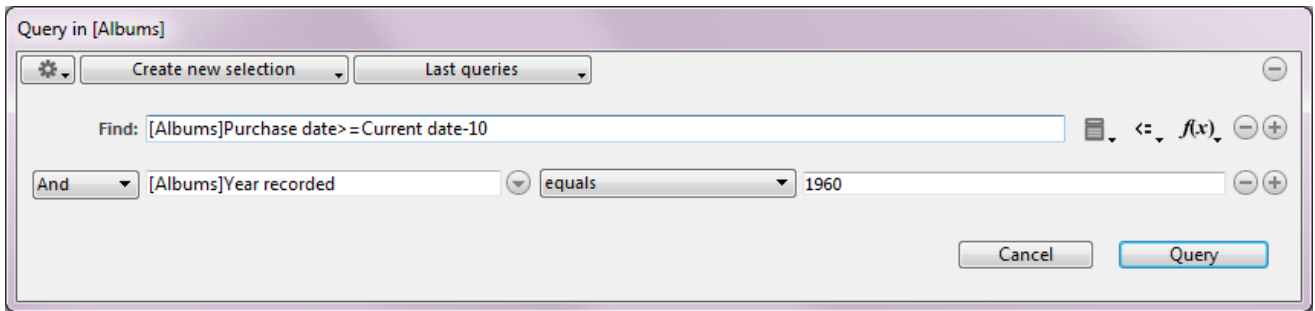 Query in [Albums]
Create new selection Last queries
Find: [Albums]Purchase date>=Current date-10 <= f(x)
And [Albums]Year recorded equals 1960
Cancel Query